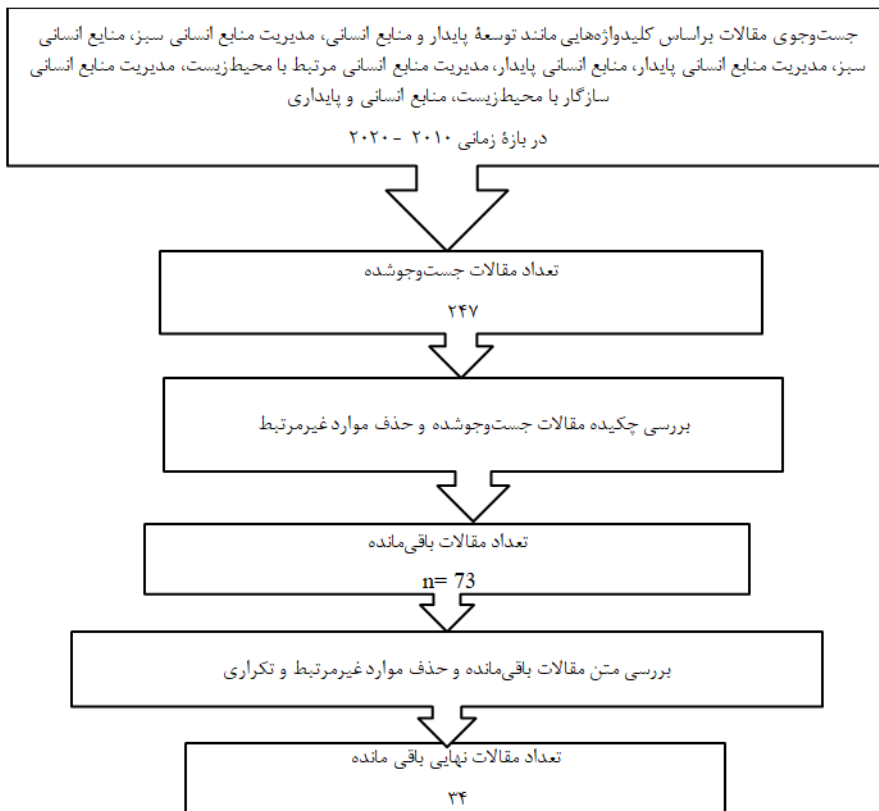 جست‌وجوی مقالات براساس کلیدواژه‌هایی مانند توسعهٔ پایدار و منابع انسانی، مدیریت منابع انسانی سبز، منابع انسانی
سبز، مدیریت منابع انسانی پایدار، منابع انسانی پایدار، مدیریت منابع انسانی مرتبط با محیط‌زیست، مدیریت منابع انسانی
سازگار با محیط‌زیست، منابع انسانی و پایداری
در بازهٔ زمانی ۲۰۱۰ - ۲۰۲۰
تعداد مقالات جست‌وجوشده
۲۴۷
بررسی چکیده مقالات جست‌وجوشده و حذف موارد غیرمرتبط
تعداد مقالات باقی‌مانده
n= 73
بررسی متن مقالات باقی‌مانده و حذف موارد غیرمرتبط و تکراری
تعداد مقالات نهایی باقی مانده
۳۴